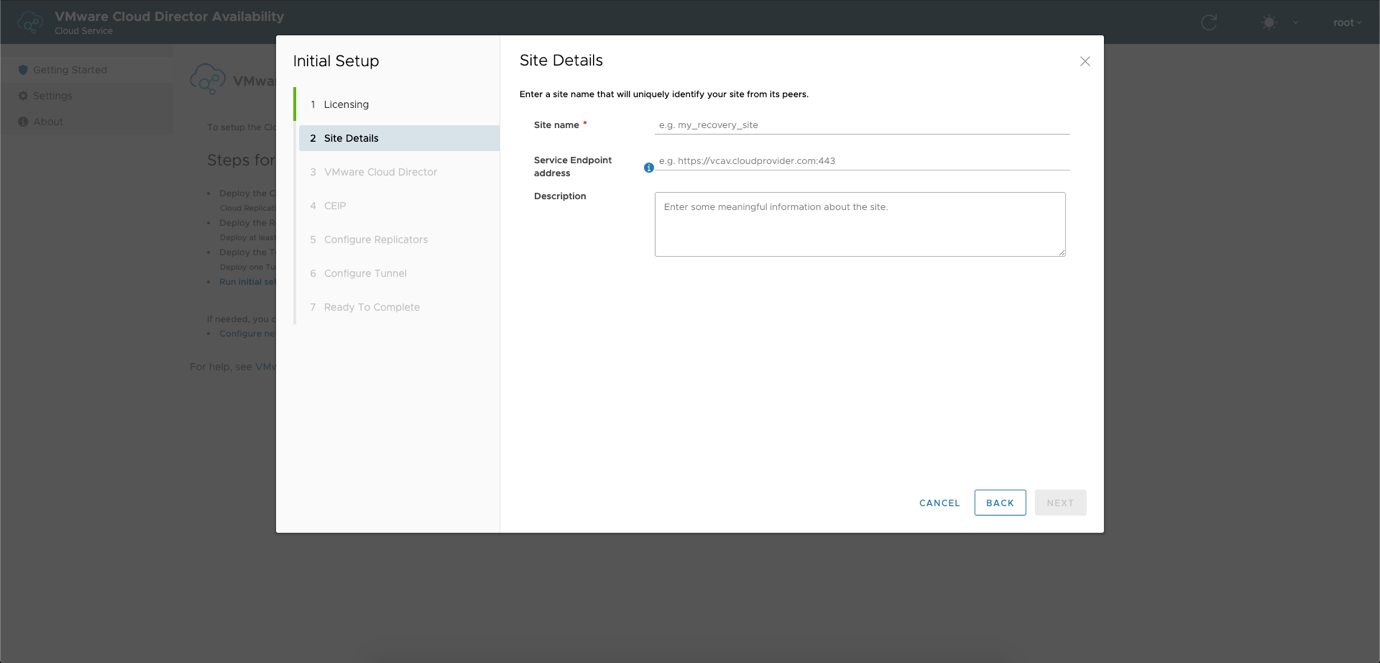 VMware Cloud Director Availability
Cloud Service
root
Getting Started
Settings
About
VMwa
To setup the Clo
Steps for
Deploy the C
Cloud Replica
Deploy the R
Deploy at least
Deploy the T
Deploy one Tu
Run initial se
If needed, you c
Configure ne
For help, see VMw
Initial Setup
1 Licensing
2 Site Details
3 VMware Cloud Director
4 CEIP
5 Configure Replicators
6 Configure Tunnel
7 Ready To Complete
Site Details
Enter a site name that will uniquely identify your site from its peers.
Site name * e.g. my_recovery_site
Service Endpoint
address
e.g. https://vcav.cloudprovider.com:443
Description
Enter some meaningful information about the site.
CANCEL BACK NEXT